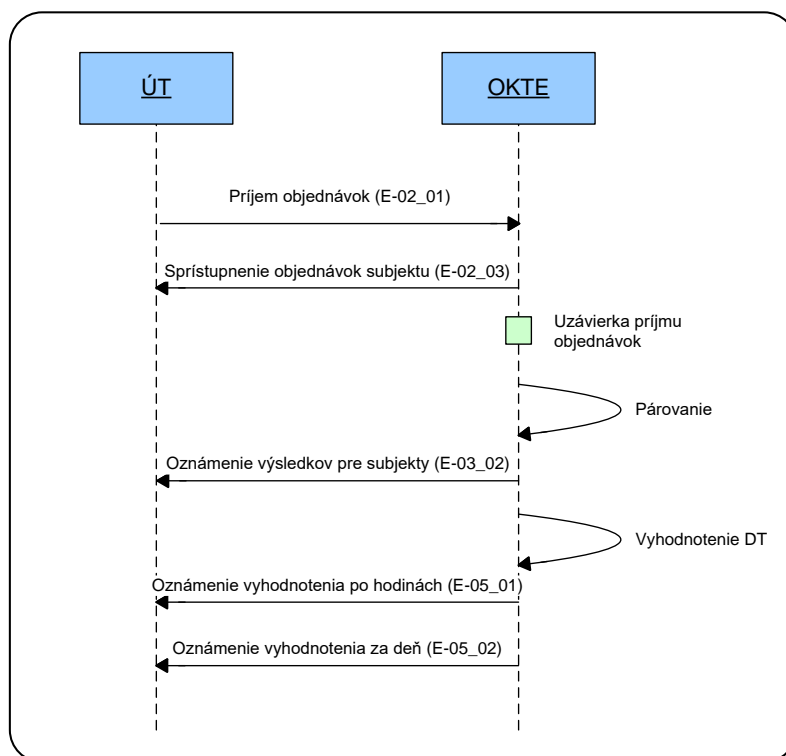 ÚT
OKTE
Príjem objednávok (E-02_01)
Sprístupnenie objednávok subjektu (E-02_03)
Uzávierka príjmu
objednávok
Párovanie
Oznámenie výsledkov pre subjekty (E-03_02)
Vyhodnotenie DT
Oznámenie vyhodnotenia po hodinách (E-05_01)
Oznámenie vyhodnotenia za deň (E-05_02)